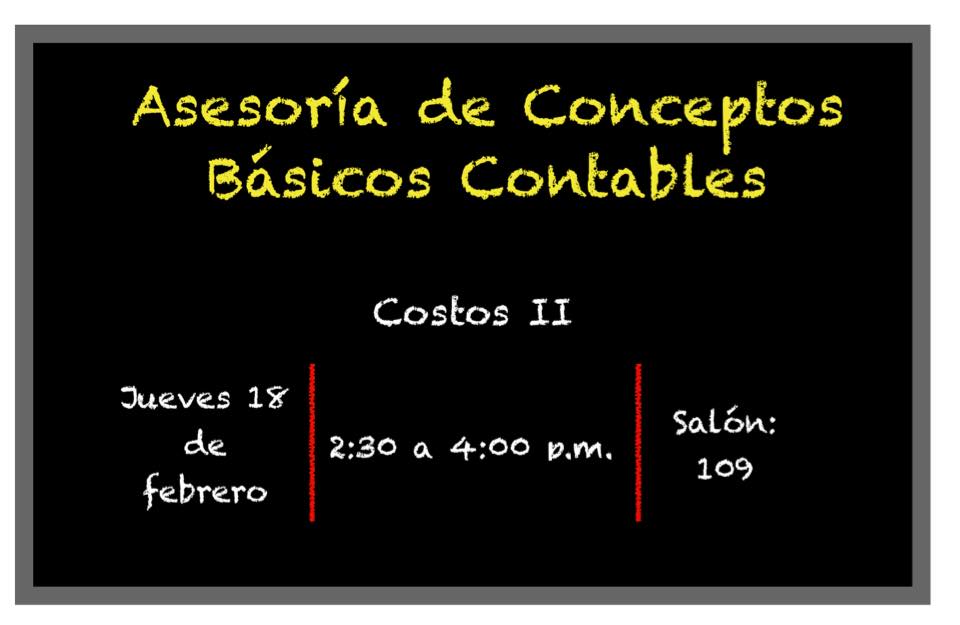 Asesoría de Conceptos
Básicos Contables
Costos II
Jueves 18
de
febrero
2:30 a 4:00 p.m.
Salón:
109